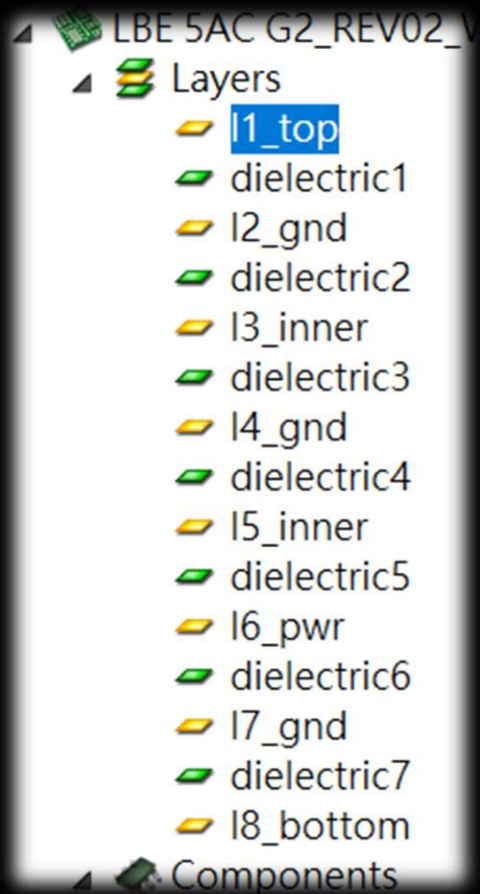 LBE 5AC G2_REV02_
Layers
l1_top
dielectric1
l2_gnd
dielectric2
l3_inner
dielectric3
l4_gnd
dielectric4
l5_inner
dielectric5
l6_pwr
dielectric6
l7_gnd
dielectric7
l8_bottom
Components